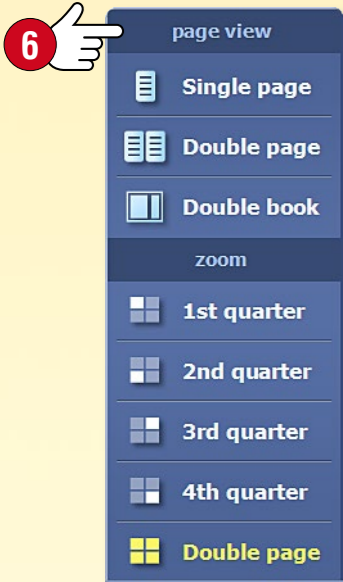 6
page view
Single page
Double page
Double book
zoom
1st quarter
2nd quarter
3rd quarter
4th quarter
Double page